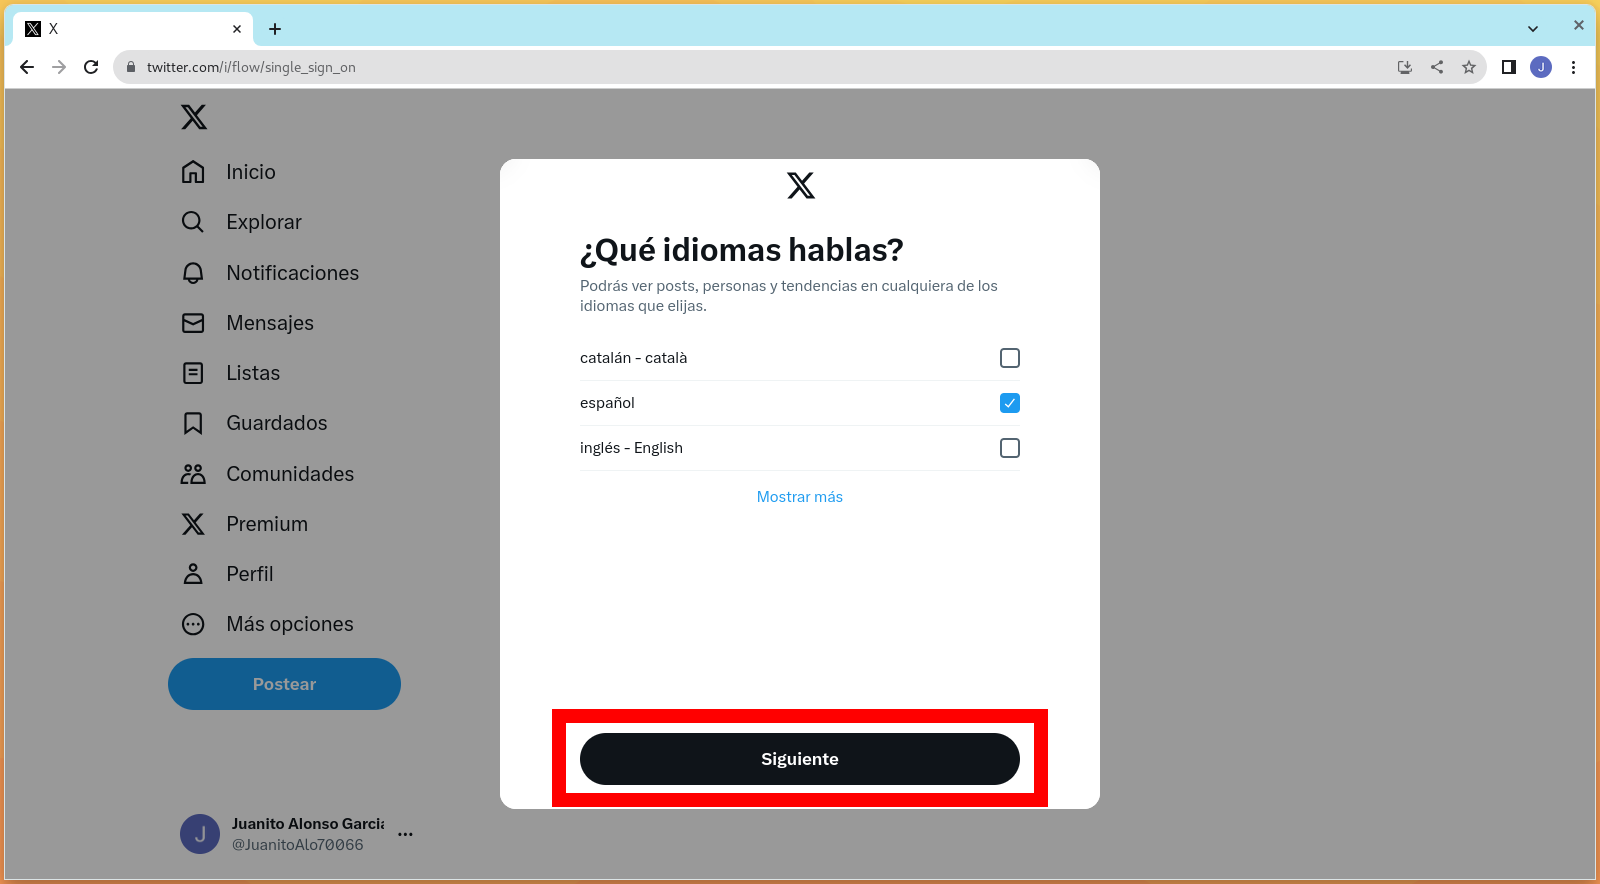 X
twitter.com/i/flow/single_sign_on
J
Inicio
Explorar
Notificaciones
Mensajes
Listas
Guardados
Comunidades
Premium
Perfil
Más opciones
Postear
J
Juanito Alonso Garcia
@JuanitoAlo70066
¿Qué idiomas hablas?
Podrás ver posts, personas y tendencias en cualquiera de los
idiomas que elijas.
catalán - català
español
inglés - English
Mostrar más
Siguiente